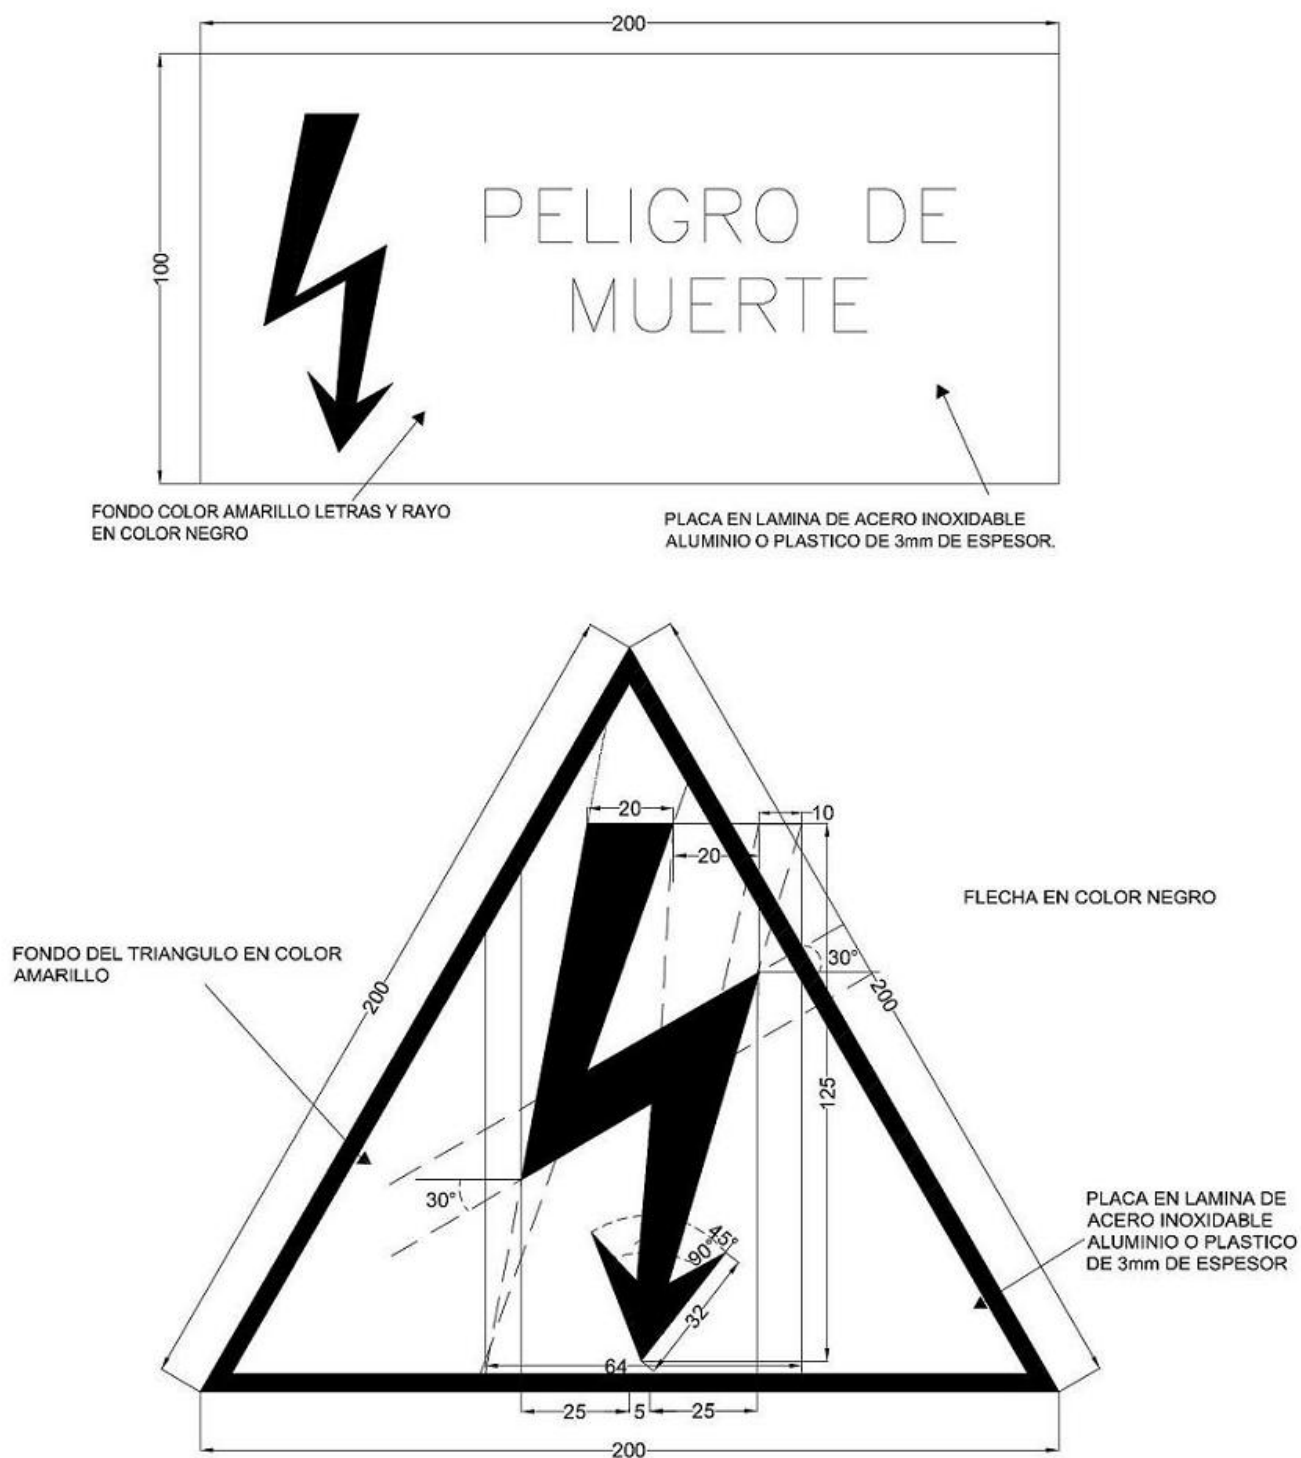 200
100
PELIGRO DE
MUERTE
FONDO COLOR AMARILLO LETRAS Y RAYO
EN COLOR NEGRO
PLACA EN LAMINA DE ACERO INOXIDABLE
ALUMINIO O PLASTICO DE 3mm DE ESPESOR.
20
10
20
FLECHA EN COLOR NEGRO
FONDO DEL TRIANGULO EN COLOR
AMARILLO
30°
200
200
125
30°
PLACA EN LAMINA DE
ACERO INOXIDABLE
ALUMINIO O PLASTICO
DE 3mm DE ESPESOR
45°
90°
32
64
25
5
25
200